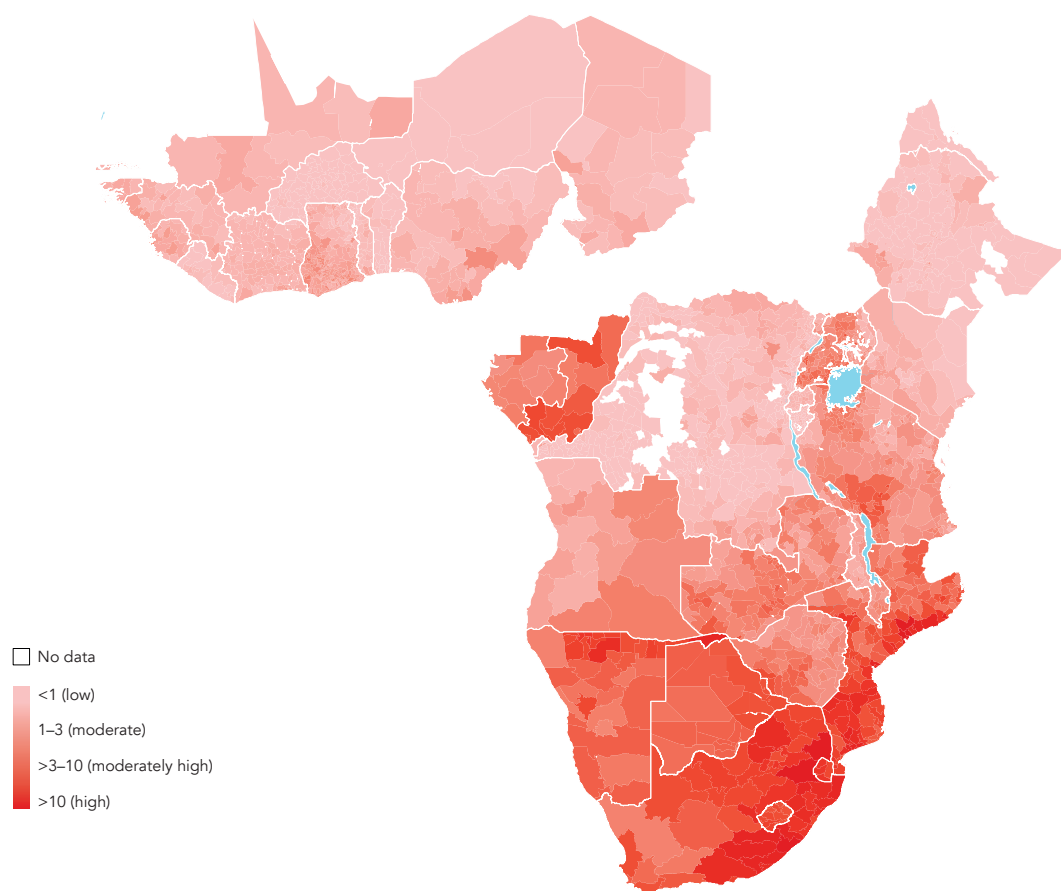 No data
<1 (low)
1–3 (moderate)
>3–10 (moderately high)
>10 (high)